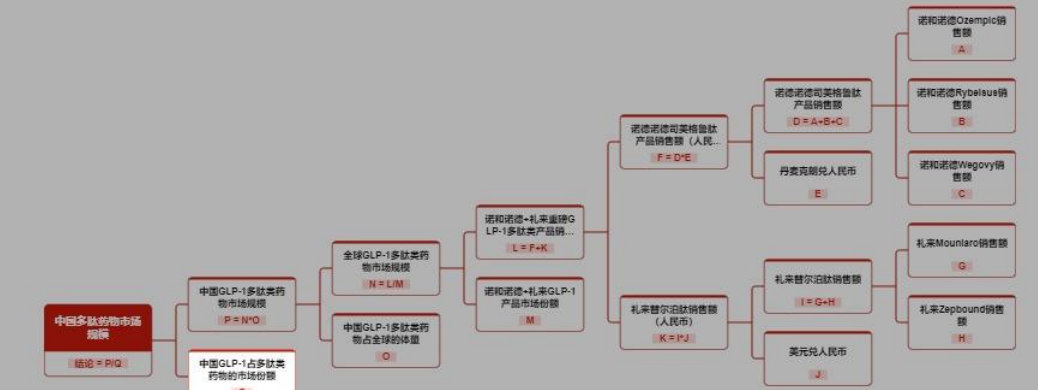 诺和诺德Ozempic销
售额
A
诺德诺德司美格鲁肽
产品销售额
D = A+B+C
诺和诺德Rybelsus销
售额
B
诺德诺德司美格鲁肽
产品销售额（人民...
F = D*E
丹麦克朗兑人民币
E
诺和诺德Wegovy销
售额
C
诺和诺德+礼来重磅G
LP-1多肽类产品销...
L = F+K
全球GLP-1多肽类药
物市场规模
N = L/M
礼来Mounlaro销售额
G
礼来替尔泊肽销售额
I = G+H
中国GLP-1多肽类药
物市场规模
P = N*O
诺和诺德+礼来GLP-1
产品市场份额
M
礼来替尔泊肽销售额
（人民币）
K = I*J
礼来Zepbound销售
额
H
中国多肽药物市场
规模
结论 = P/Q
中国GLP-1多肽类药
物占全球的体量
O
美元兑人民币
J
中国GLP-1占多肽类
药物的市场份额